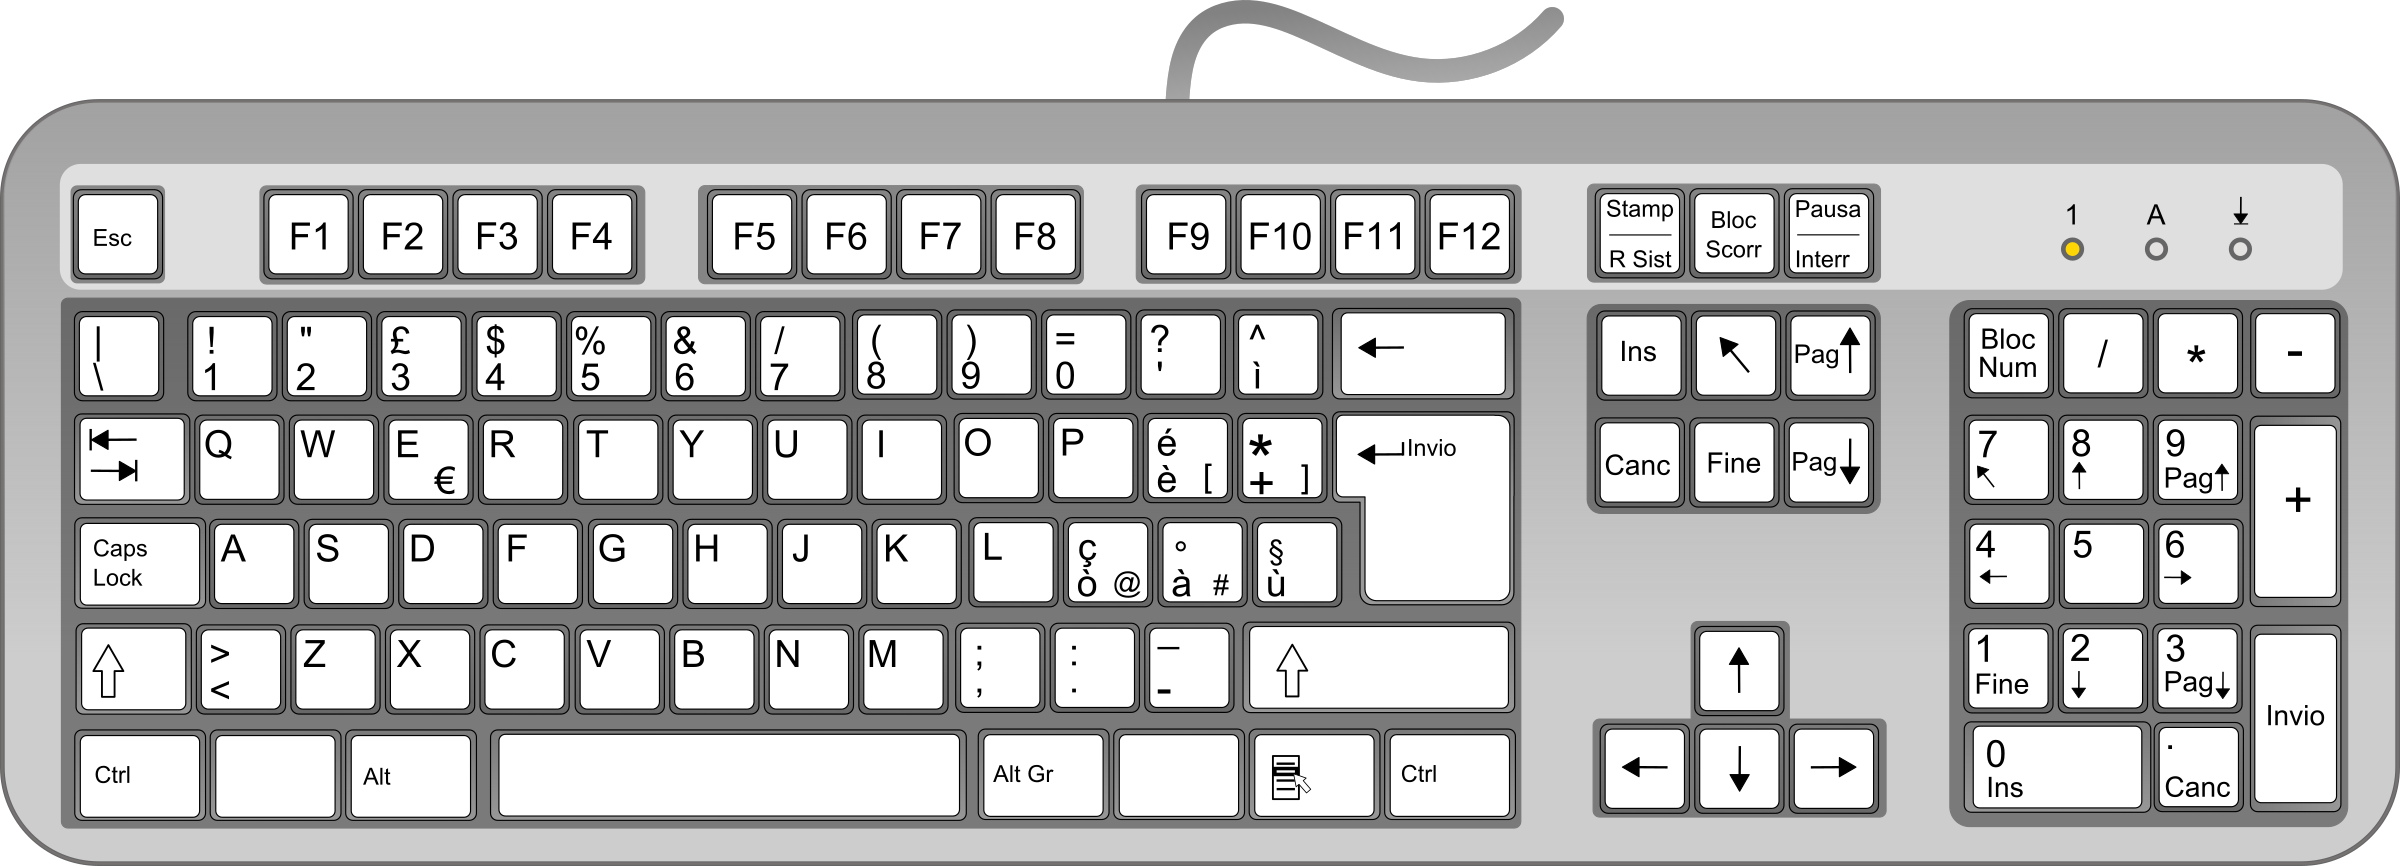 Esc F1 F2 F3 F4 F5 F6 F7 F8 F9 F10 F11 F12
Stamp
R Sist
Bloc
Scorr
Pausa
Interr
1 A
| ! " £ $ % & / ( ) = ? ^
\ 1 2 3 4 5 6 7 8 9 0 ' ì
Ins Pag
Bloc
Num
/ * -
Q W E R T Y U I O P é * Invio
€ è [ + ]
Canc Fine Pag
7 8 9
Pag
+
Caps
Lock
A S D F G H J K L ç ° §
ò @ à # ù
4 5 6
> Z X C V B N M ; : _
< , . -
1 2 3
Fine Pag
Invio
Ctrl Alt Alt Gr Ctrl
0 .
Ins Canc